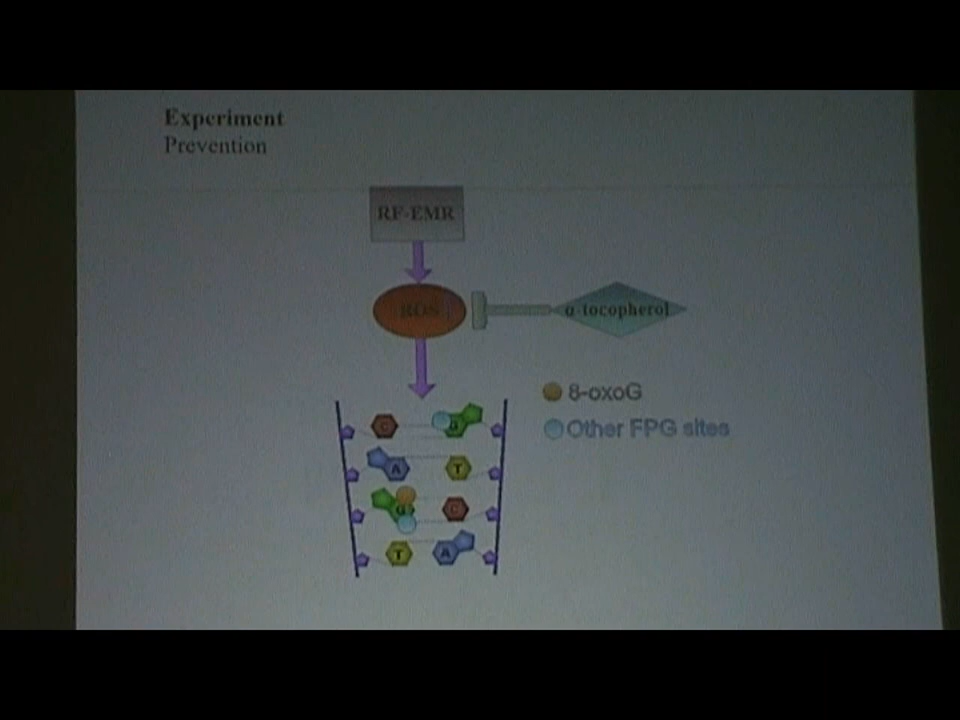 Experiment
Prevention
RF-EMR
ROS
α-tocopherol
8-oxoG
Other FPG sites
C G
A T
G C
T A